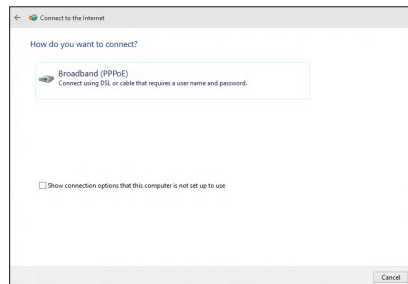 Connect to the Internet
How do you want to connect?
Broadband (PPPoE)
Connect using DSL or cable that requires a user name and password.
Show connection options that this computer is not set up to use
Cancel